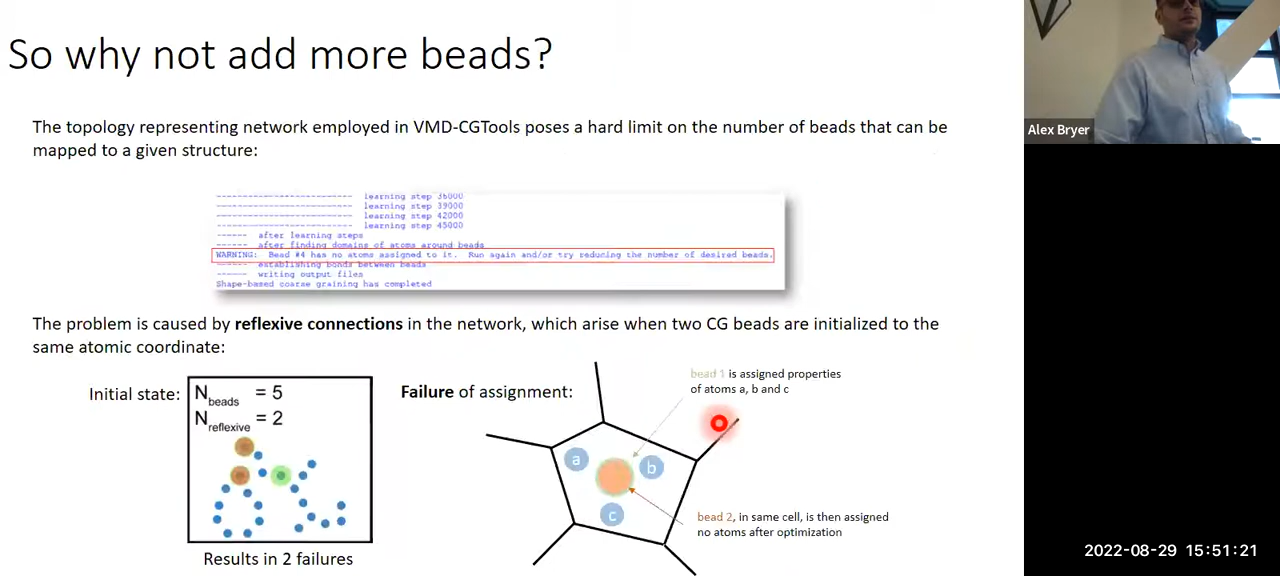 So why not add more beads?
The topology representing network employed in VMD-CGTools poses a hard limit on the number of beads that can be
mapped to a given structure:
------------------------- learning step 36000
------------------------- learning step 39000
------------------------- learning step 42000
------------------------- learning step 45000
------ after learning steps
------ after finding domains of atoms around beads
WARNING: Bead #4 has no atoms assigned to it. Run again and/or try reducing the number of desired beads.
------ establishing bonds between beads
------ writing output files
Shape-based coarse graining has completed
The problem is caused by reflexive connections in the network, which arise when two CG beads are initialized to the
same atomic coordinate:
Initial state:
N beads = 5
N reflexive = 2
Results in 2 failures
Failure of assignment:
bead 1 is assigned properties
of atoms a, b and c
a
b
c
bead 2, in same cell, is then assigned
no atoms after optimization
Alex Bryer
2022-08-29 15:51:21